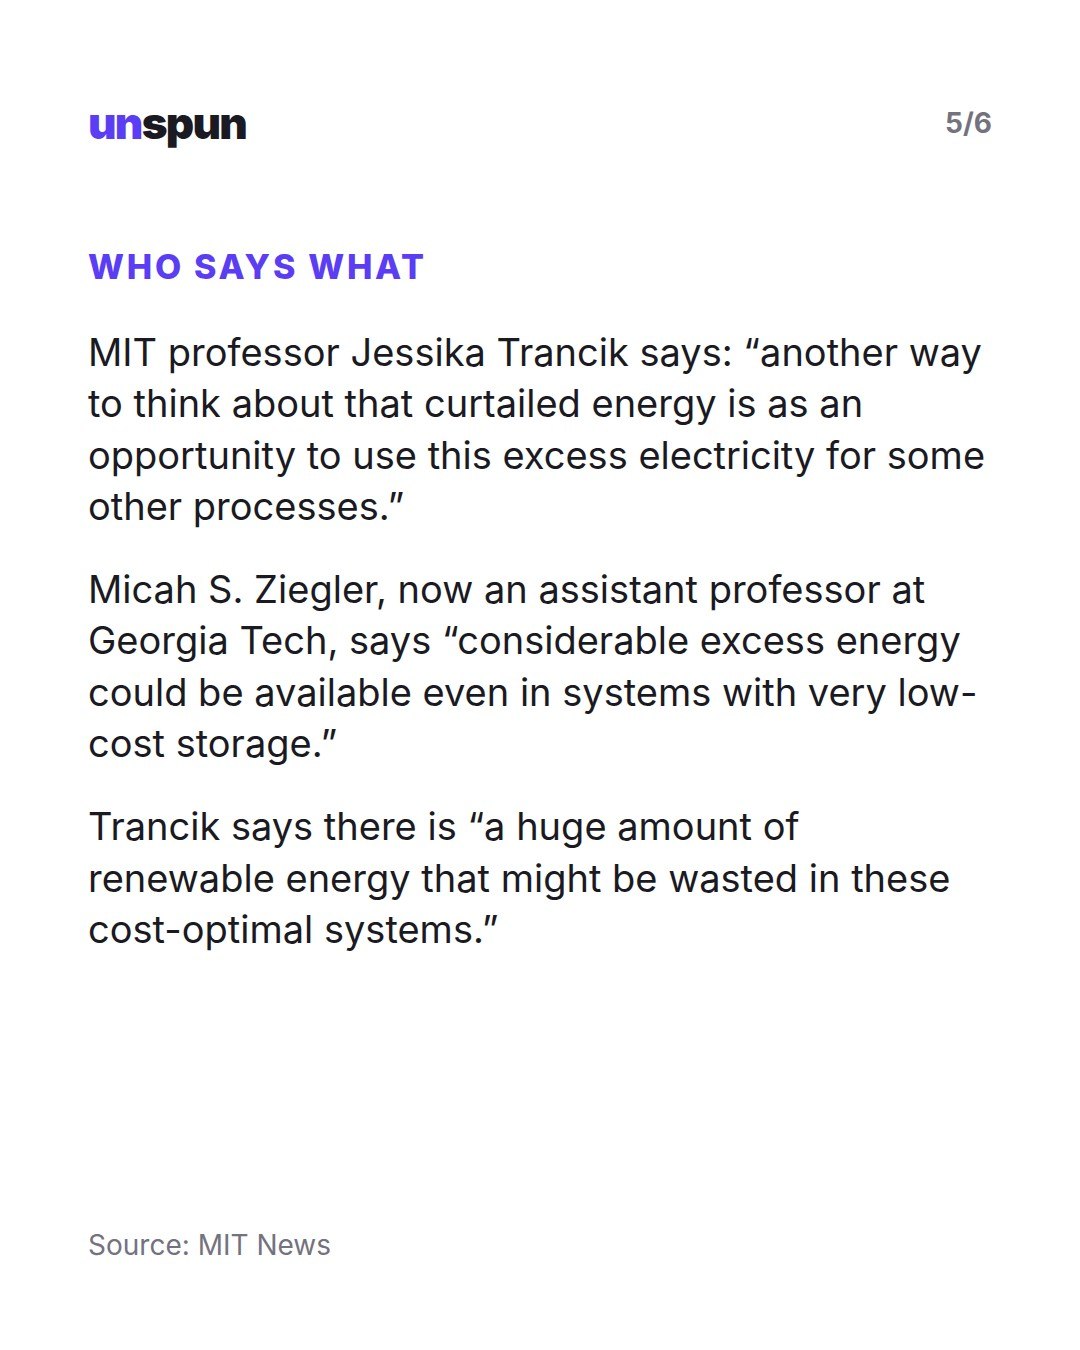 unspun
5/6
WHO SAYS WHAT
MIT professor Jessika Trancik says: “another way
to think about that curtailed energy is as an
opportunity to use this excess electricity for some
other processes.”
Micah S. Ziegler, now an assistant professor at
Georgia Tech, says “considerable excess energy
could be available even in systems with very low-
cost storage.”
Trancik says there is “a huge amount of
renewable energy that might be wasted in these
cost-optimal systems.”
Source: MIT News